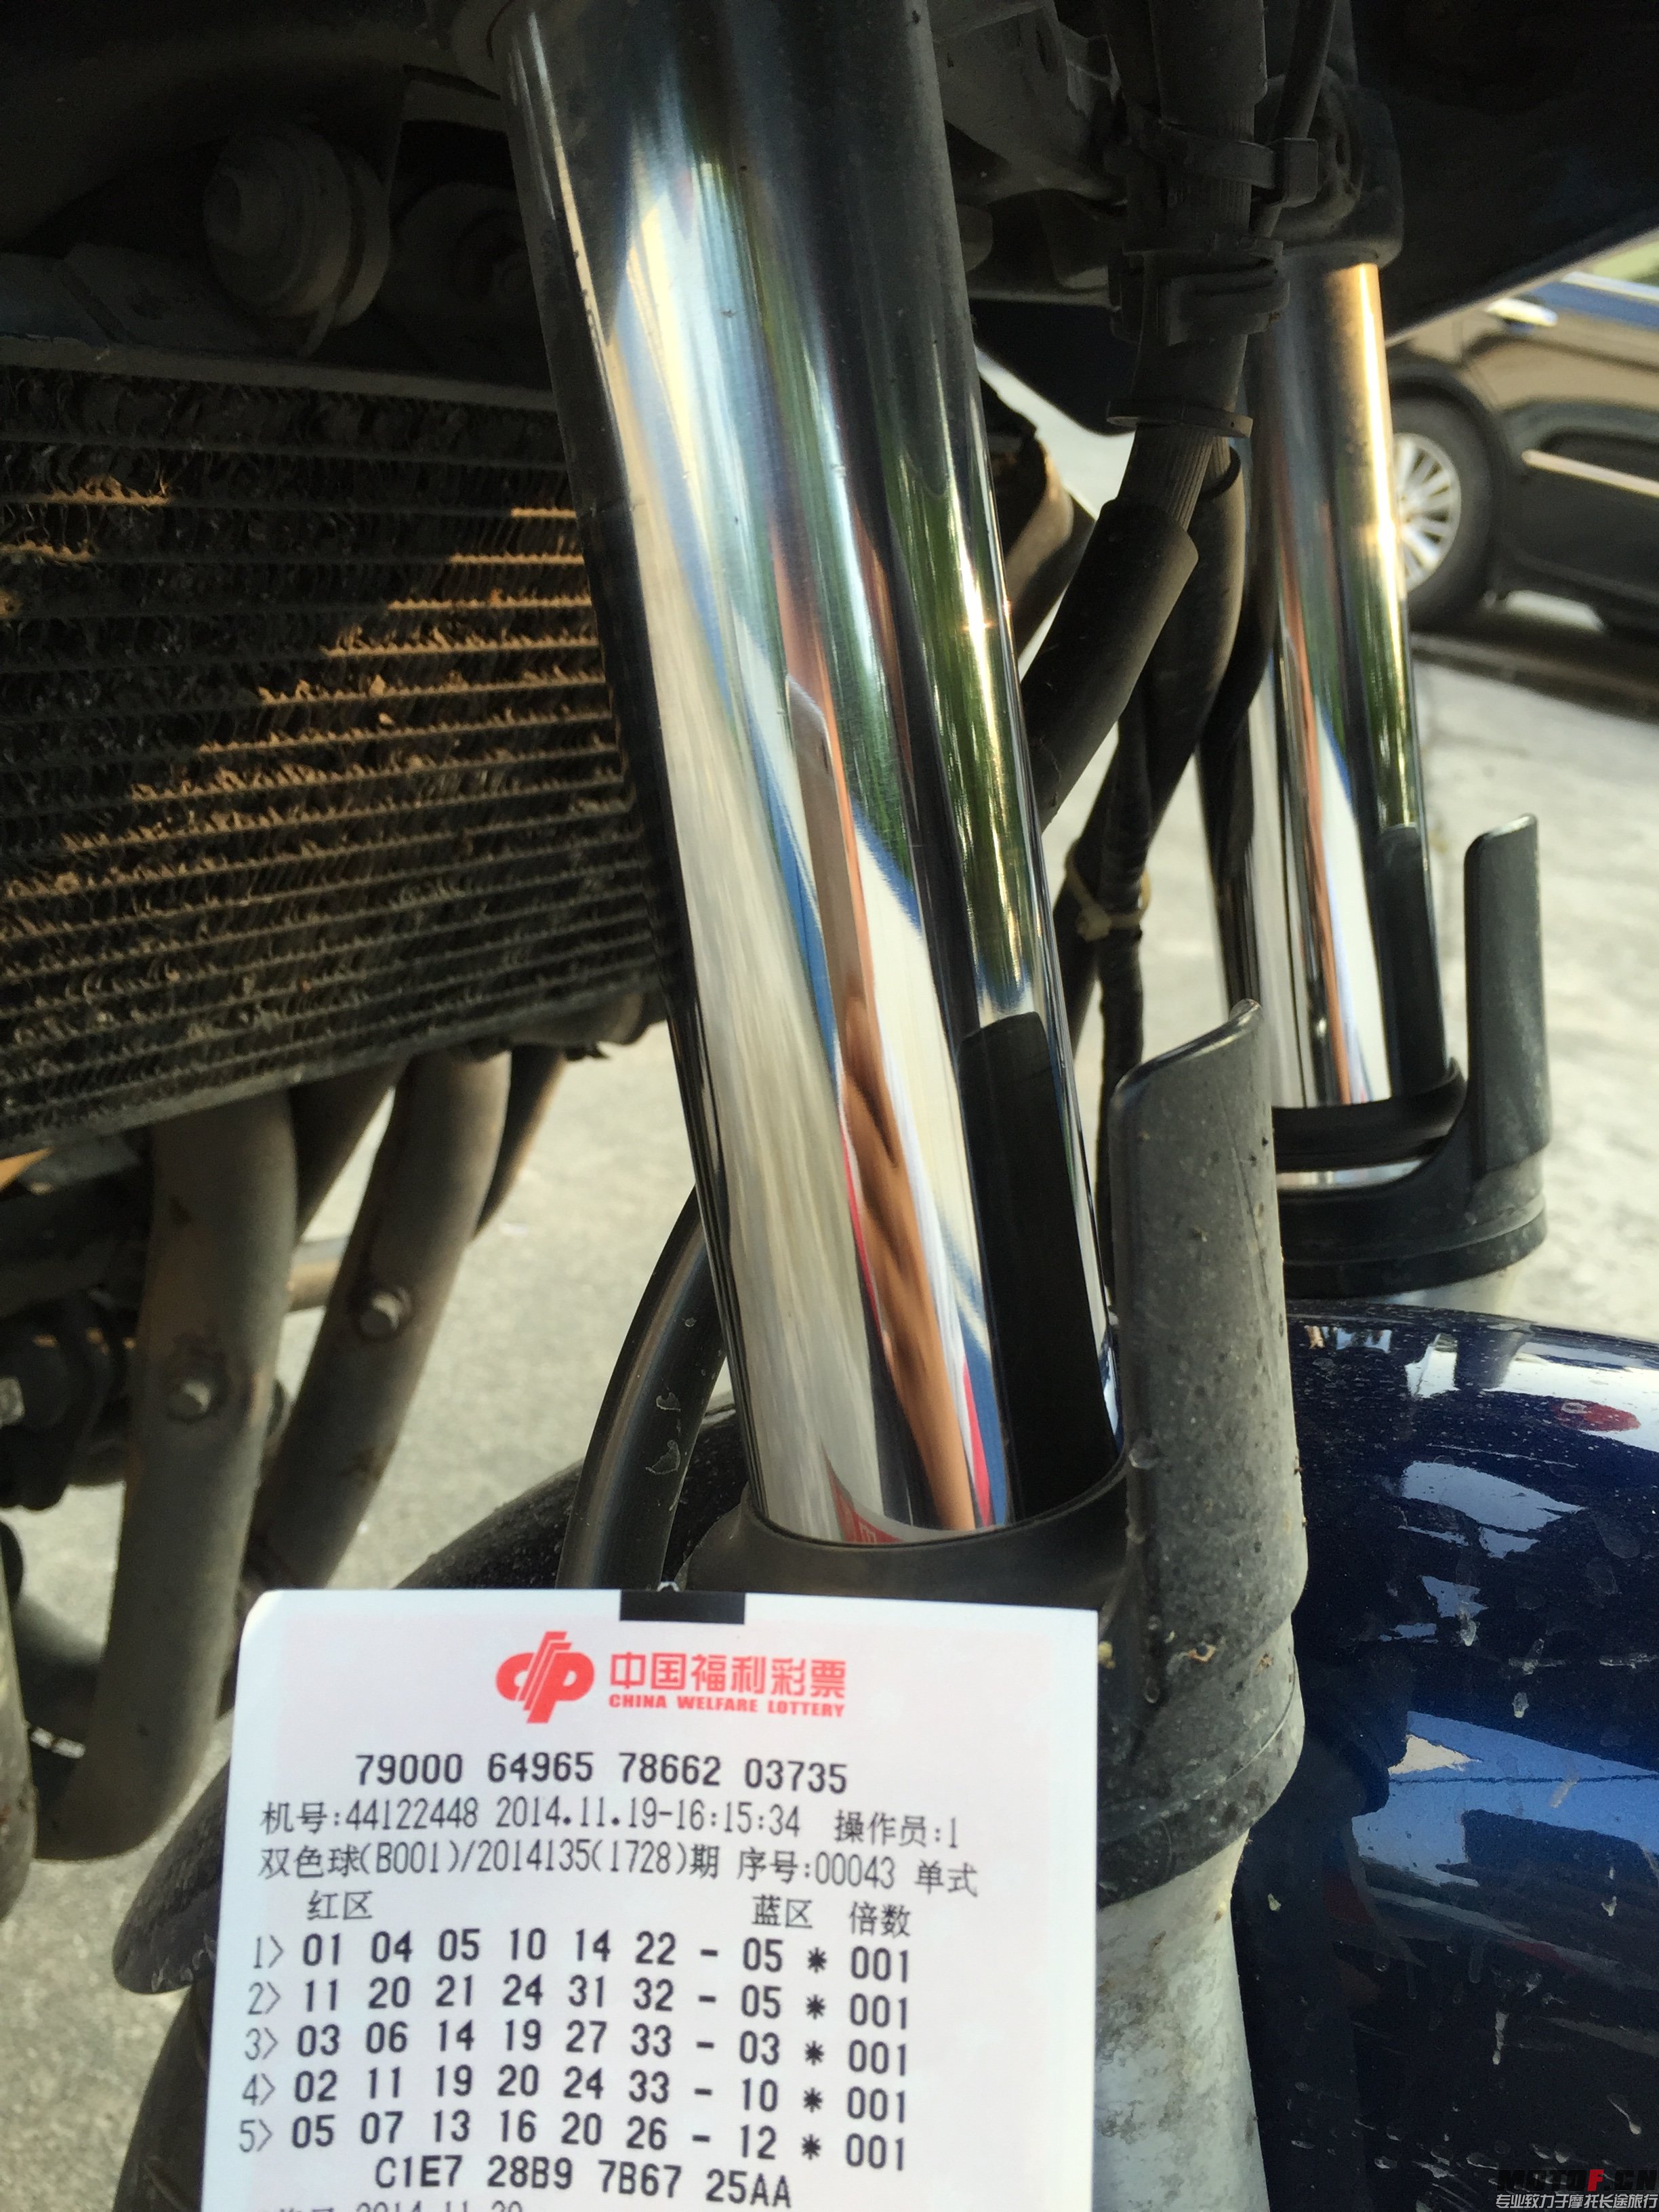 中国福利彩票
CHINA WELFARE LOTTERY
79000 64965 78662 03735
机号:44122448 2014.11.19-16:15:34 操作员:1
双色球(B001)/2014135(1728)期 序号:00043 单式
红区 蓝区 倍数
1> 01 04 05 10 14 22 - 05 * 001
2> 11 20 21 24 31 32 - 05 * 001
3> 03 06 14 19 27 33 - 03 * 001
4> 02 11 19 20 24 33 - 10 * 001
5> 05 07 13 16 20 26 - 12 * 001
C1E7 28B9 7B67 25AA
2014.11.20
MOTOF.CN
专业致力于摩托长途旅行